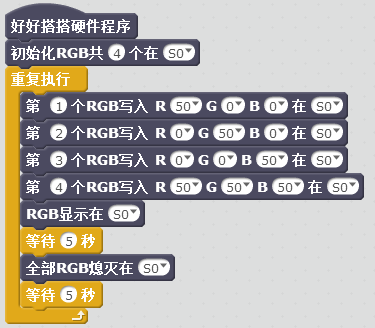 好好搭搭硬件程序
初始化RGB共 4 个在 S0
重复执行
第 1 个RGB写入 R 50 G 0 B 0 在 S0
第 2 个RGB写入 R 0 G 50 B 0 在 S0
第 3 个RGB写入 R 0 G 0 B 50 在 S0
第 4 个RGB写入 R 50 G 50 B 50 在 S0
RGB显示在 S0
等待 5 秒
全部RGB熄灭在 S0
等待 5 秒